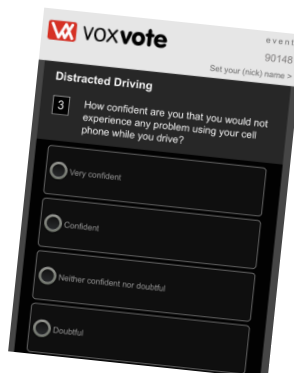 voxvote
event
90148
Set your (nick) name >
Distracted Driving
3
How confident are you that you would not
experience any problem using your cell
phone while you drive?
Very confident
Confident
Neither confident nor doubtful
Doubtful